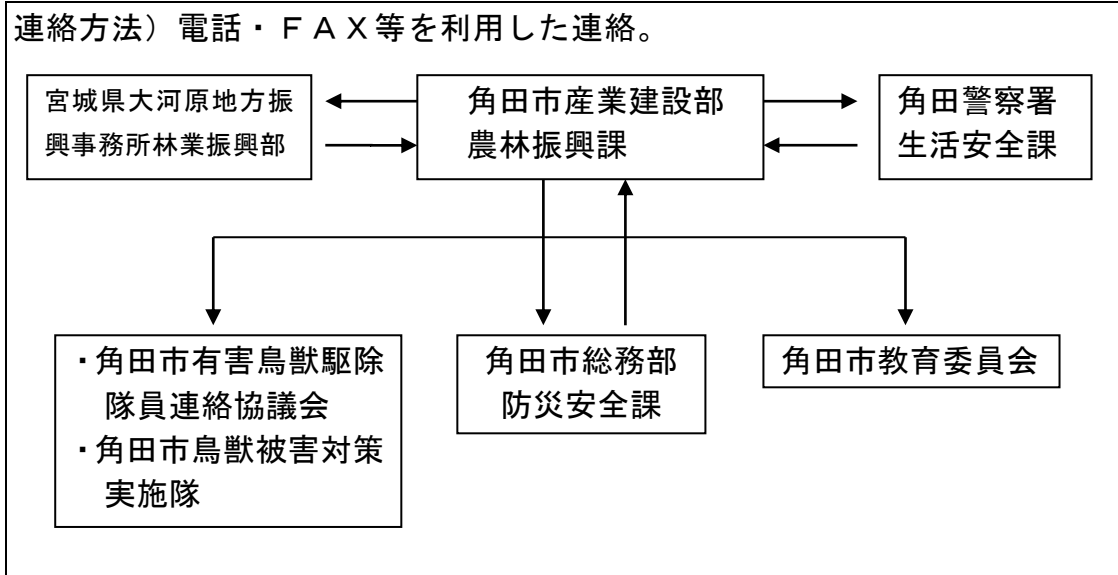 連絡方法）電話・ＦＡＸ等を利用した連絡。
宮城県大河原地方振
興事務所林業振興部
角田市産業建設部
農林振興課
角田警察署
生活安全課
・角田市有害鳥獣駆除
隊員連絡協議会
・角田市鳥獣被害対策
実施隊
角田市総務部
防災安全課
角田市教育委員会